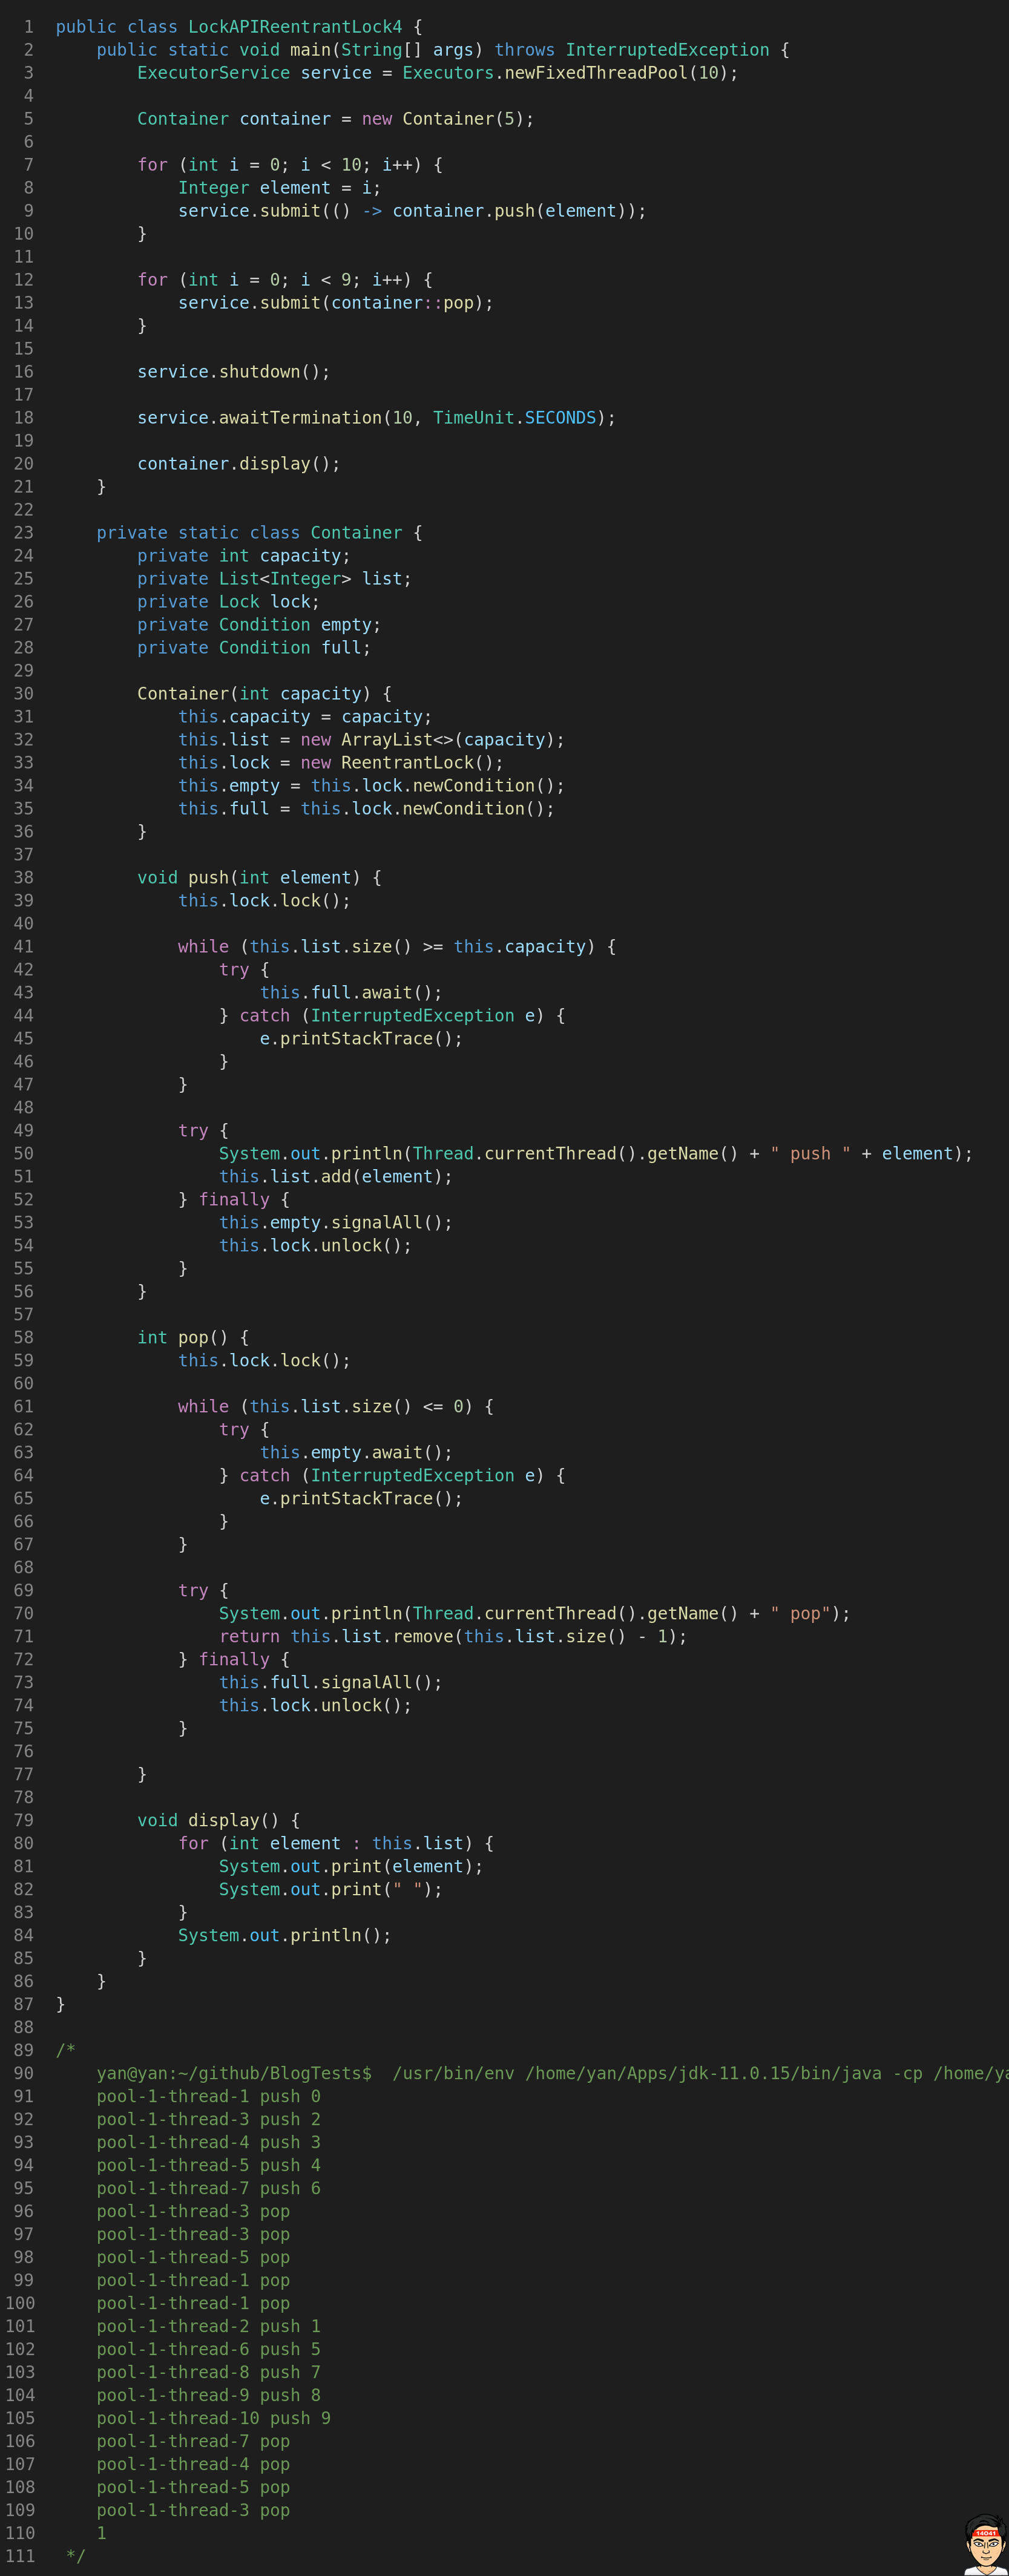 1 public class LockAPIReentrantLock4 {
2     public static void main(String[] args) throws InterruptedException {
3         ExecutorService service = Executors.newFixedThreadPool(10);
4
5         Container container = new Container(5);
6
7         for (int i = 0; i < 10; i++) {
8             Integer element = i;
9             service.submit(() -> container.push(element));
10         }
11
12         for (int i = 0; i < 9; i++) {
13             service.submit(container::pop);
14         }
15
16         service.shutdown();
17
18         service.awaitTermination(10, TimeUnit.SECONDS);
19
20         container.display();
21     }
22
23     private static class Container {
24         private int capacity;
25         private List<Integer> list;
26         private Lock lock;
27         private Condition empty;
28         private Condition full;
29
30         Container(int capacity) {
31             this.capacity = capacity;
32             this.list = new ArrayList<>(capacity);
33             this.lock = new ReentrantLock();
34             this.empty = this.lock.newCondition();
35             this.full = this.lock.newCondition();
36         }
37
38         void push(int element) {
39             this.lock.lock();
40
41             while (this.list.size() >= this.capacity) {
42                 try {
43                     this.full.await();
44                 } catch (InterruptedException e) {
45                     e.printStackTrace();
46                 }
47             }
48
49             try {
50                 System.out.println(Thread.currentThread().getName() + " push " + element);
51                 this.list.add(element);
52             } finally {
53                 this.empty.signalAll();
54                 this.lock.unlock();
55             }
56         }
57
58         int pop() {
59             this.lock.lock();
60
61             while (this.list.size() <= 0) {
62                 try {
63                     this.empty.await();
64                 } catch (InterruptedException e) {
65                     e.printStackTrace();
66                 }
67             }
68
69             try {
70                 System.out.println(Thread.currentThread().getName() + " pop");
71                 return this.list.remove(this.list.size() - 1);
72             } finally {
73                 this.full.signalAll();
74                 this.lock.unlock();
75             }
76
77         }
78
79         void display() {
80             for (int element : this.list) {
81                 System.out.print(element);
82                 System.out.print(" ");
83             }
84             System.out.println();
85         }
86     }
87 }
88
89 /*
90     yan@yan:~/github/BlogTests$  /usr/bin/env /home/yan/Apps/jdk-11.0.15/bin/java -cp /home/ya
91     pool-1-thread-1 push 0
92     pool-1-thread-3 push 2
93     pool-1-thread-4 push 3
94     pool-1-thread-5 push 4
95     pool-1-thread-7 push 6
96     pool-1-thread-3 pop
97     pool-1-thread-3 pop
98     pool-1-thread-5 pop
99     pool-1-thread-1 pop
100     pool-1-thread-1 pop
101     pool-1-thread-2 push 1
102     pool-1-thread-6 push 5
103     pool-1-thread-8 push 7
104     pool-1-thread-9 push 8
105     pool-1-thread-10 push 9
106     pool-1-thread-7 pop
107     pool-1-thread-4 pop
108     pool-1-thread-5 pop
109     pool-1-thread-3 pop
110     1
14041
111  */